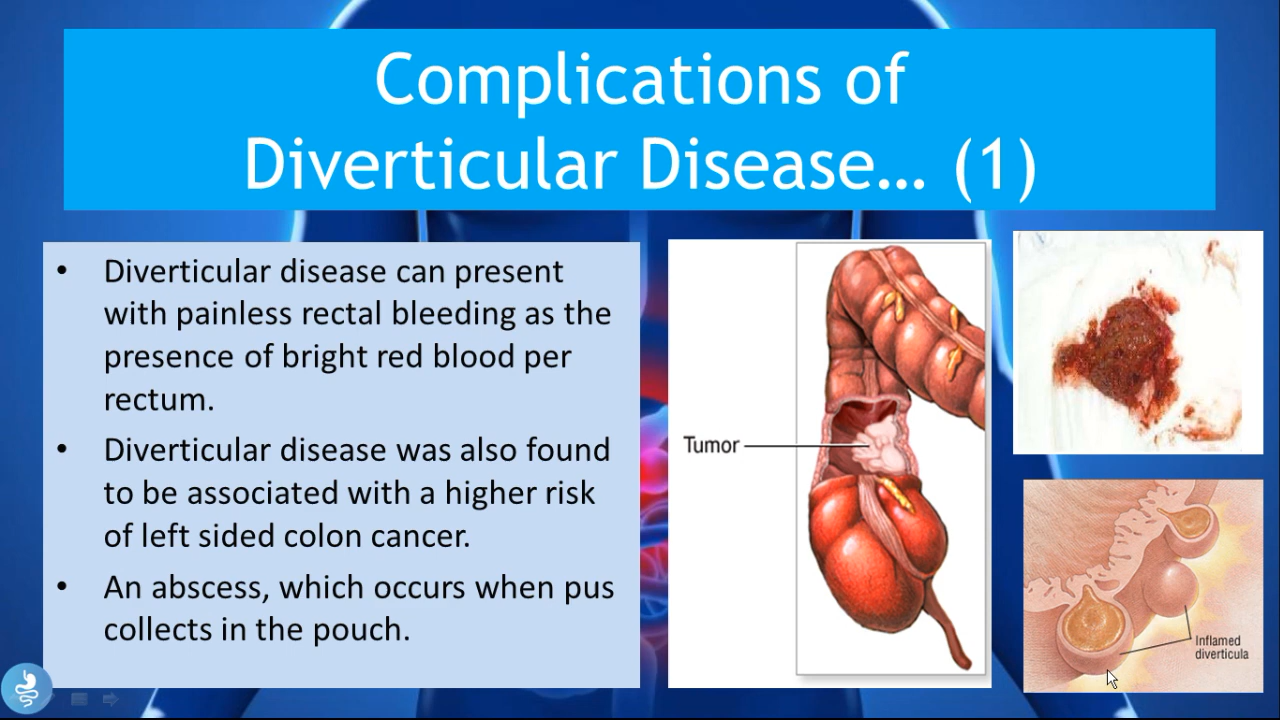 Complications of
Diverticular Disease... (1)
• Diverticular disease can present
with painless rectal bleeding as the
presence of bright red blood per
rectum.
• Diverticular disease was also found
to be associated with a higher risk
of left sided colon cancer.
• An abscess, which occurs when pus
collects in the pouch.
Tumor
Inflamed
diverticula